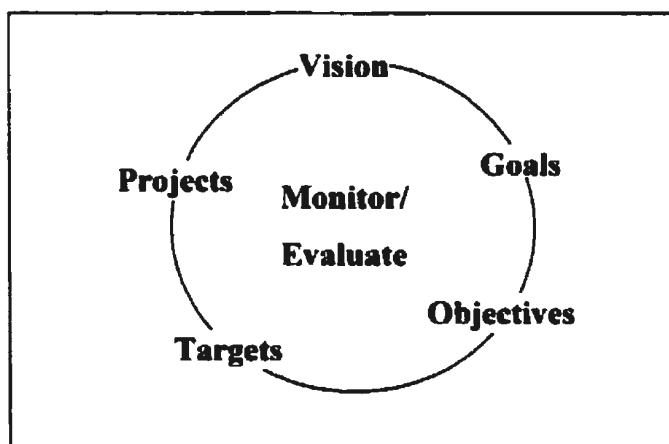 Vision
Goals
Projects
Monitor/
Evaluate
Objectives
Targets